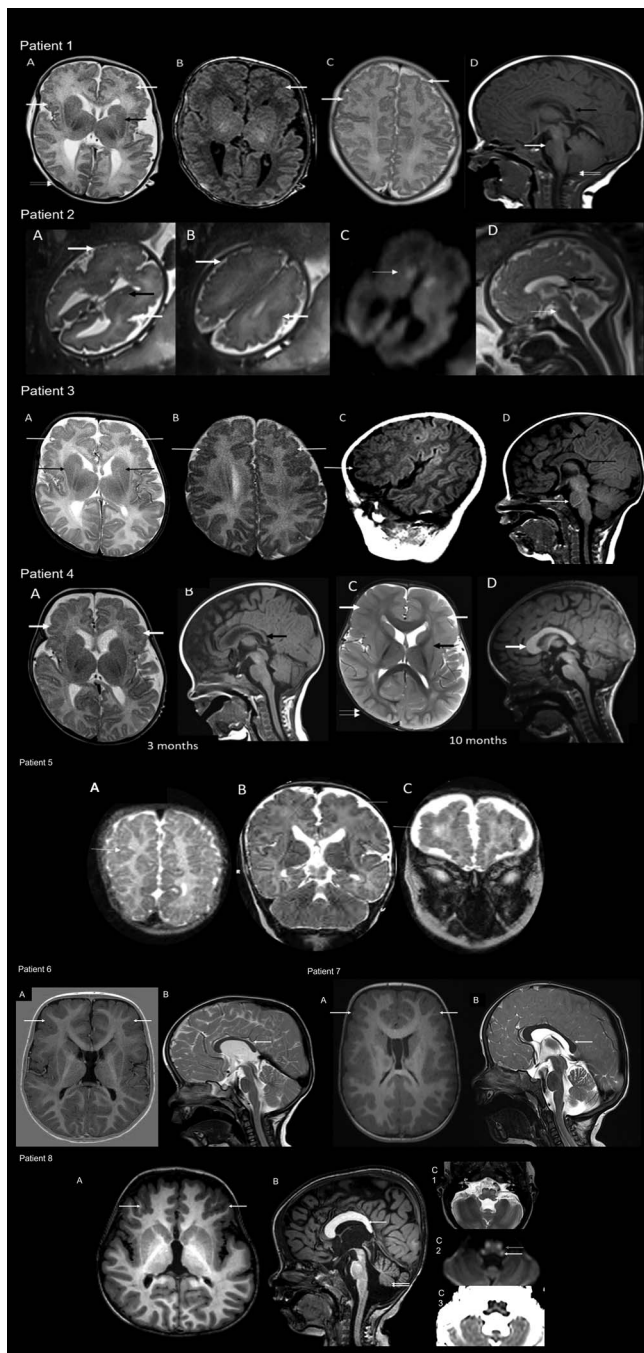 Patient 1
A B C D
Patient 2
A B C D
Patient 3
A B C D
Patient 4
A B C D
3 months 10 months
Patient 5
A B C
Patient 6 Patient 7
A B A B
Patient 8
A B C
1
C
2
C
3